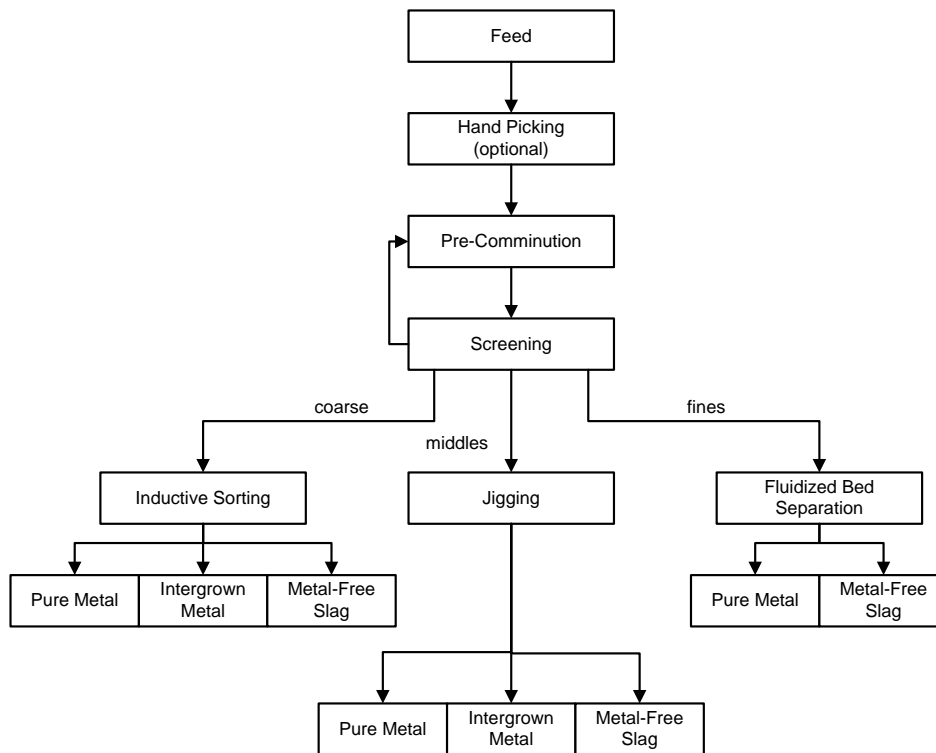 Feed
Hand Picking
(optional)
Pre-Comminution
Screening
coarse
fines
middles
Inductive Sorting
Jigging
Fluidized Bed
Separation
Pure Metal
Intergrown
Metal
Metal-Free
Slag
Pure Metal
Metal-Free
Slag
Pure Metal
Intergrown
Metal
Metal-Free
Slag